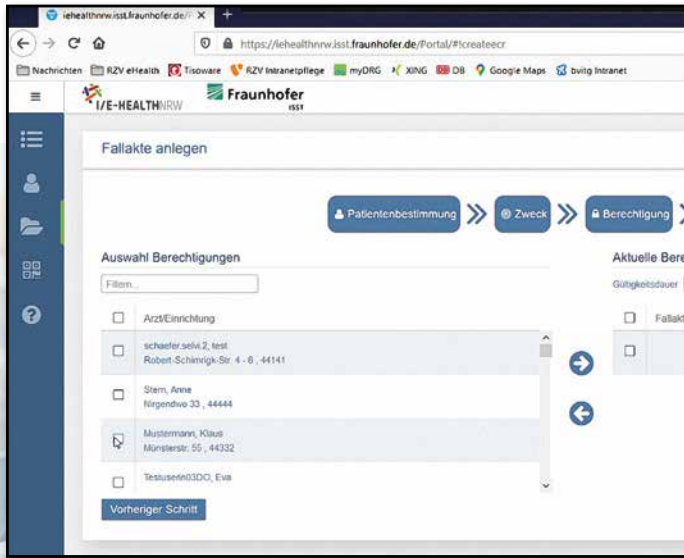 iehealthnrw.isst.fraunhofer.de/
https://iehealthnrw.isst.fraunhofer.de/Portal/#!createecr
Nachrichten RZV eHealth Tisoware RZV Intranetpflege myDRG XING DB Google Maps bvitg Intranet
I/E-HEALTHNRW Fraunhofer
ISST
Fallakte anlegen
Patientenbestimmung Zweck Berechtigung
Auswahl Berechtigungen Aktuelle Bere
Filtern... Gültigkeitsdauer
Arzt/Einrichtung Fallakt
schaefer.selvi.2, test
Robert-Schimrigk-Str. 4 - 6 , 44141
Stern, Anne
Nirgendwo 33 , 44444
Mustermann, Klaus
Münsterstr. 55 , 44332
Testuserin03DO, Eva
Vorheriger Schritt